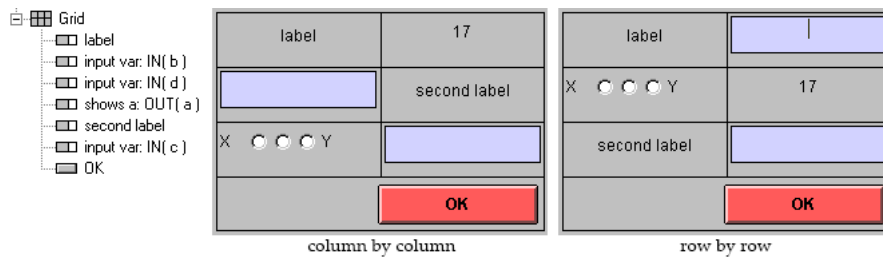 Grid
label
input var: IN( b )
input var: IN( d )
shows a: OUT( a )
second label
input var: IN( c )
OK
label 17
second label
X Y
OK
column by column
label
X Y 17
second label
OK
row by row